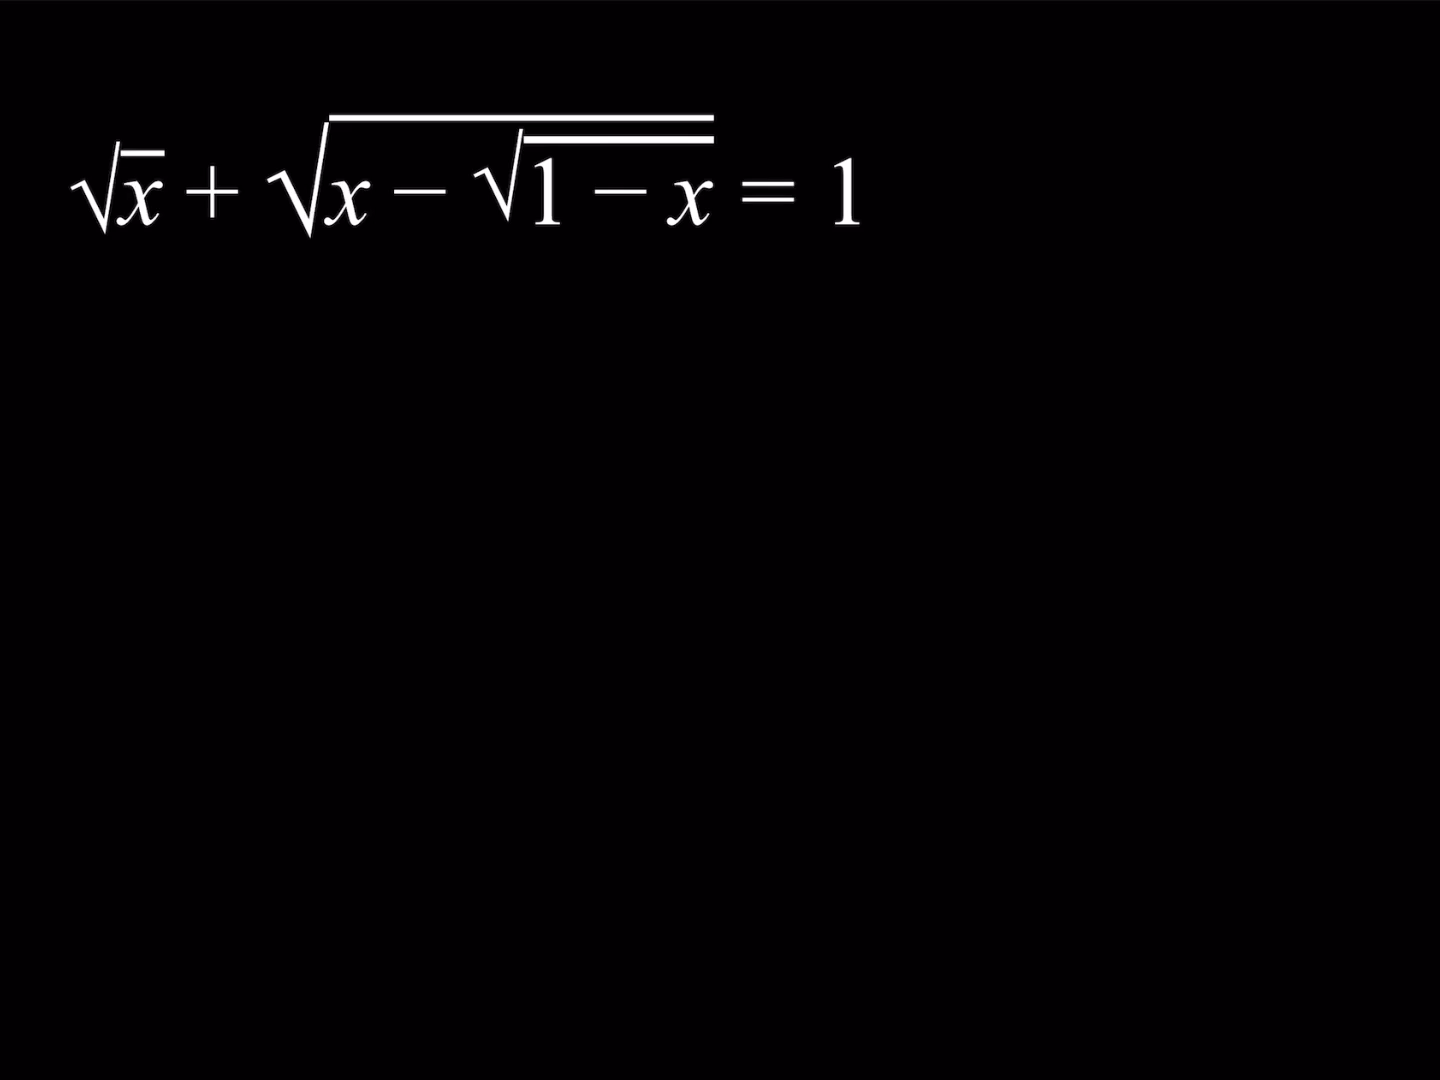 √x + √(x − √(1 − x)) = 1